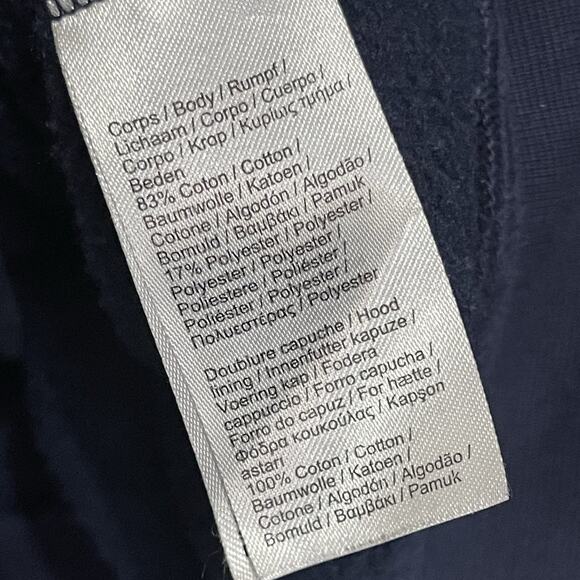 Corps / Body / Rumpf /
Lichaam / Corpo / Cuerpo /
Corpo / Krop / Κυρίως τμήμα /
Beden
83% Coton / Cotton /
Baumwolle / Katoen /
Cotone / Algodón / Algodão /
Bomuld / Βαμβάκι / Pamuk
17% Polyester / Polyester /
Polyester / Polyester /
Poliestere / Poliéster /
Poliéster / Polyester /
Πολυεστέρας / Polyester
Doublure capuche / Hood
lining / Innenfutter kapuze /
Voering kap / Fodera
cappuccio / Forro capucha /
Forro do capuz / For hætte /
Φόδρα κουκούλας / Kapşon
astari
100% Coton / Cotton /
Baumwolle / Katoen /
Cotone / Algodón / Algodão /
Bomuld / Βαμβάκι / Pamuk